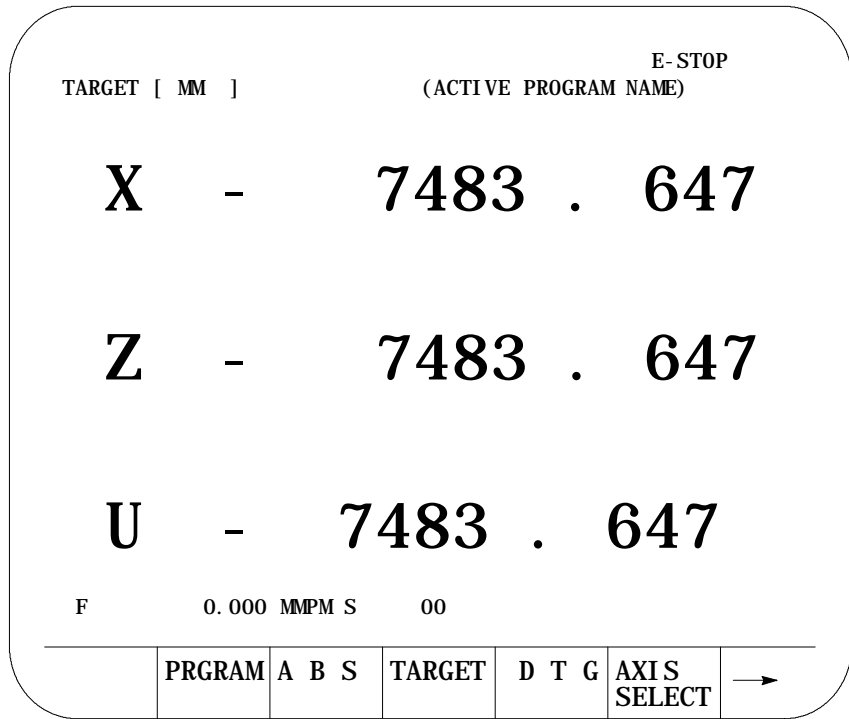 E-STOP
TARGET [ MM ] (ACTIVE PROGRAM NAME)
X - 7483 . 647
Z - 7483 . 647
U - 7483 . 647
F 0.000 MMPM S 00
PRGRAM A B S TARGET D T G AXIS
SELECT